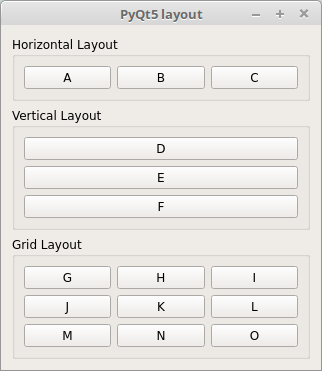 PyQt5 layout
Horizontal Layout
A B C
Vertical Layout
D
E
F
Grid Layout
G H I
J K L
M N O